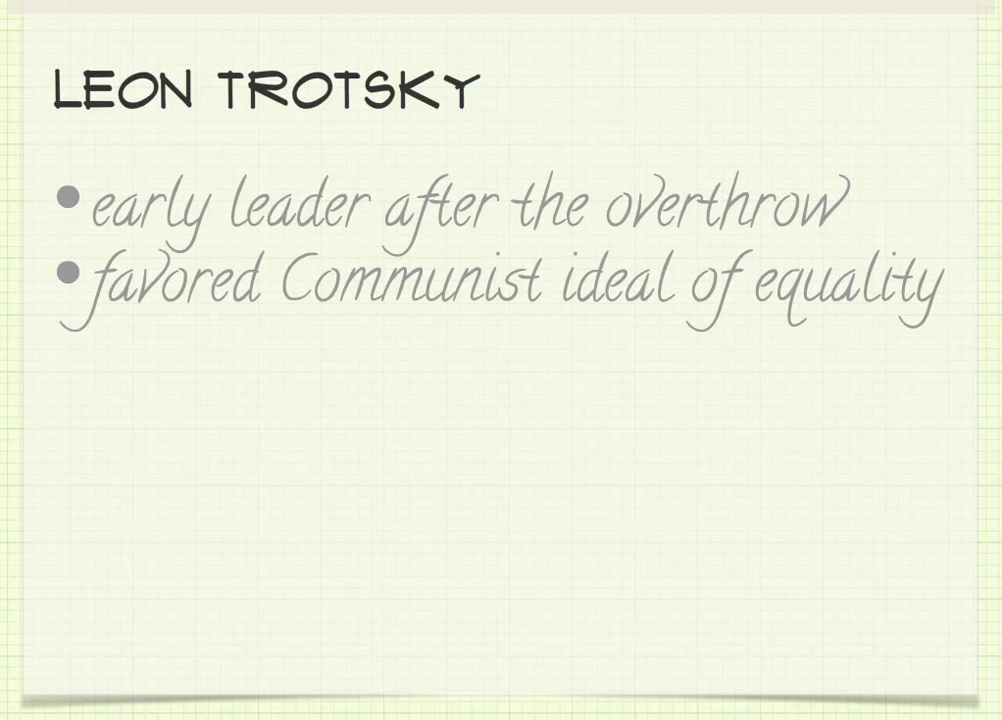 LEON TROTSKY
• early leader after the overthrow
• favored Communist ideal of equality